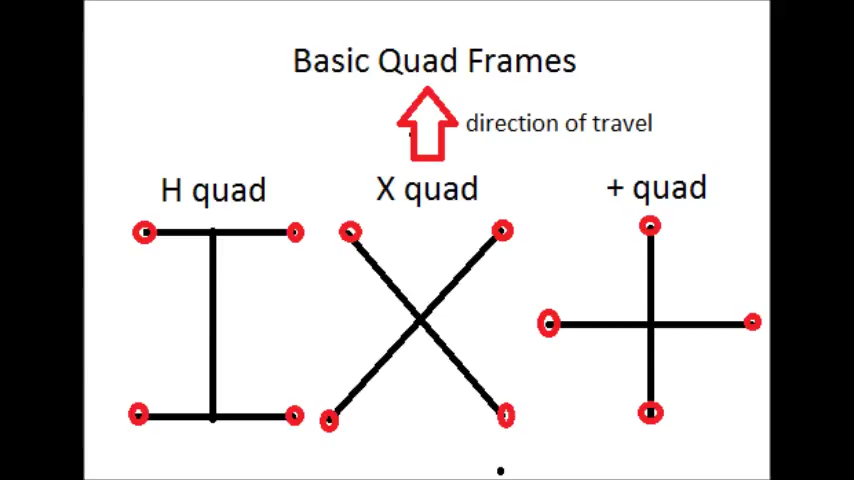 Basic Quad Frames
direction of travel
H quad
X quad
+ quad